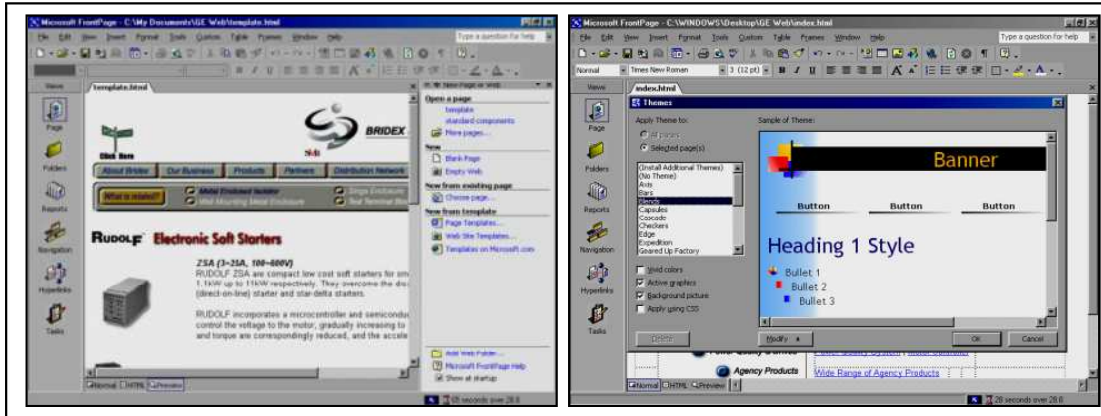 Microsoft FrontPage - C:\My Documents\GE Web\template.html
File Edit View Insert Format Tools Custom Table Frames Window Help
Type a question for help
Views
template.html
New Page or Web
Page
Folders
Reports
Navigation
Hyperlinks
Tasks
Click Here
BRIDEX
About Bridex
Our Business
Products
Partners
Distribution Network
What is related?
Metal Enclosed Isolator
Wall Mounting Metal Enclosure
RUDOLF Electronic Soft Starters
ZSA (3~25A, 100~600V)
RUDOLF ZSA are compact low cost soft starters for
1.1kW up to 11kW respectively. They overcome the
(direct-on-line) starter and star-delta starters.
RUDOLF incorporates a microcontroller and
control the voltage to the motor, gradually increasing to
and torque are correspondingly reduced, and the
Open a page
template
standard components
More pages...
New
Blank Page
Empty Web
New from existing page
Choose page...
New from template
Page Templates...
Web Site Templates...
Templates on Microsoft.com
Add Web Folder...
Microsoft FrontPage Help
Show at startup
Normal HTML Preview
Microsoft FrontPage - C:\WINDOWS\Desktop\GE Web\index.html
File Edit View Insert Format Tools Custom Table Frames Window Help
Type a question for help
Normal
Times New Roman
3 (12 pt)
Views
index.html
Page
Folders
Reports
Navigation
Hyperlinks
Tasks
Themes
Apply Theme to:
All pages
Selected page(s)
(Install Additional Themes)
(No Theme)
Axis
Bars
Blends
Capsules
Cascade
Checkers
Edge
Expedition
Geared Up Factory
Vivid colors
Active graphics
Background picture
Apply using CSS
Sample of Theme:
Banner
Button Button Button
Heading 1 Style
Bullet 1
Bullet 2
Bullet 3
Delete
Modify
OK
Cancel
Agency Products
Wide Range of Agency Products
Normal HTML Preview
28 seconds over 28.8